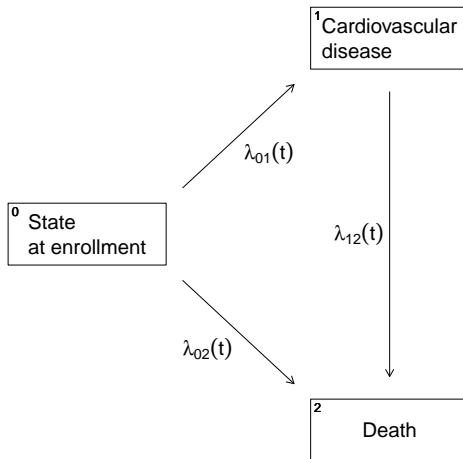 1
Cardiovascular
disease
λ01(t)
0
State
at enrollment
λ12(t)
λ02(t)
2
Death